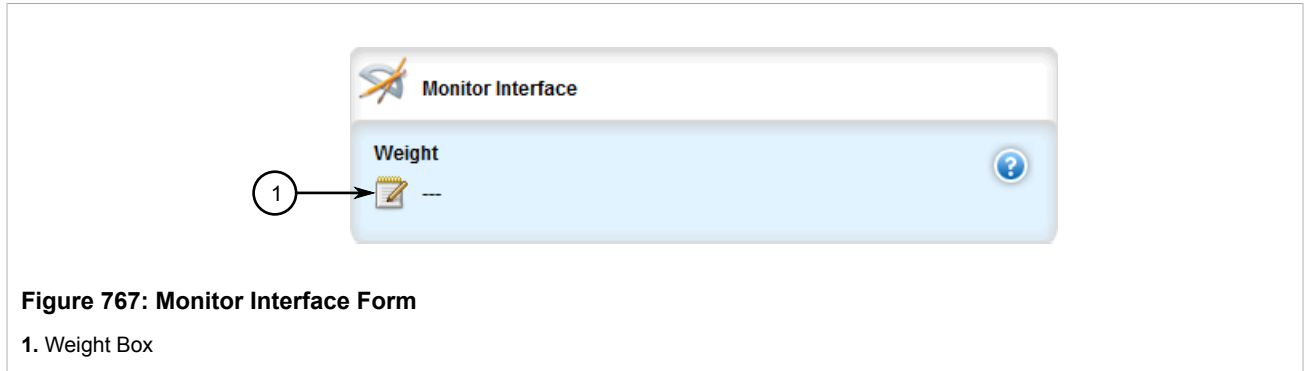 Monitor Interface
Weight
?
1
---
Figure 767: Monitor Interface Form
1. Weight Box